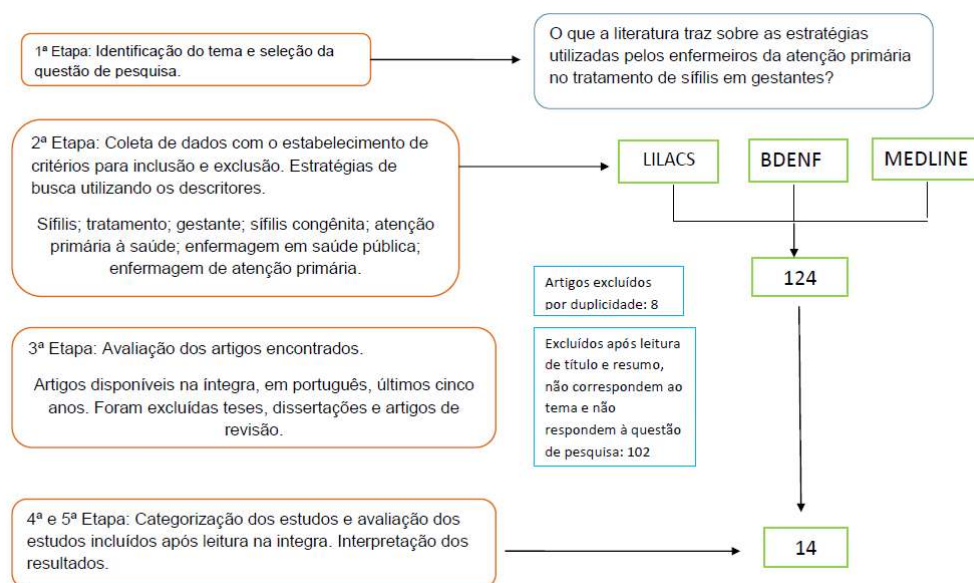 1ª Etapa: Identificação do tema e seleção da
questão de pesquisa.
O que a literatura traz sobre as estratégias
utilizadas pelos enfermeiros da atenção primária
no tratamento de sífilis em gestantes?
2ª Etapa: Coleta de dados com o estabelecimento de
critérios para inclusão e exclusão. Estratégias de
busca utilizando os descritores.
Sífilis; tratamento; gestante; sífilis congênita; atenção
primária à saúde; enfermagem em saúde pública;
enfermagem de atenção primária.
LILACS
BDENF
MEDLINE
124
Artigos excluídos
por duplicidade: 8
3ª Etapa: Avaliação dos artigos encontrados.
Artigos disponíveis na íntegra, em português, últimos cinco
anos. Foram excluídas teses, dissertações e artigos de
revisão.
Excluídos após leitura
de título e resumo,
não correspondem ao
tema e não
respondem à questão
de pesquisa: 102
4ª e 5ª Etapa: Categorização dos estudos e avaliação dos
estudos incluídos após leitura na integra. Interpretação dos
resultados.
14